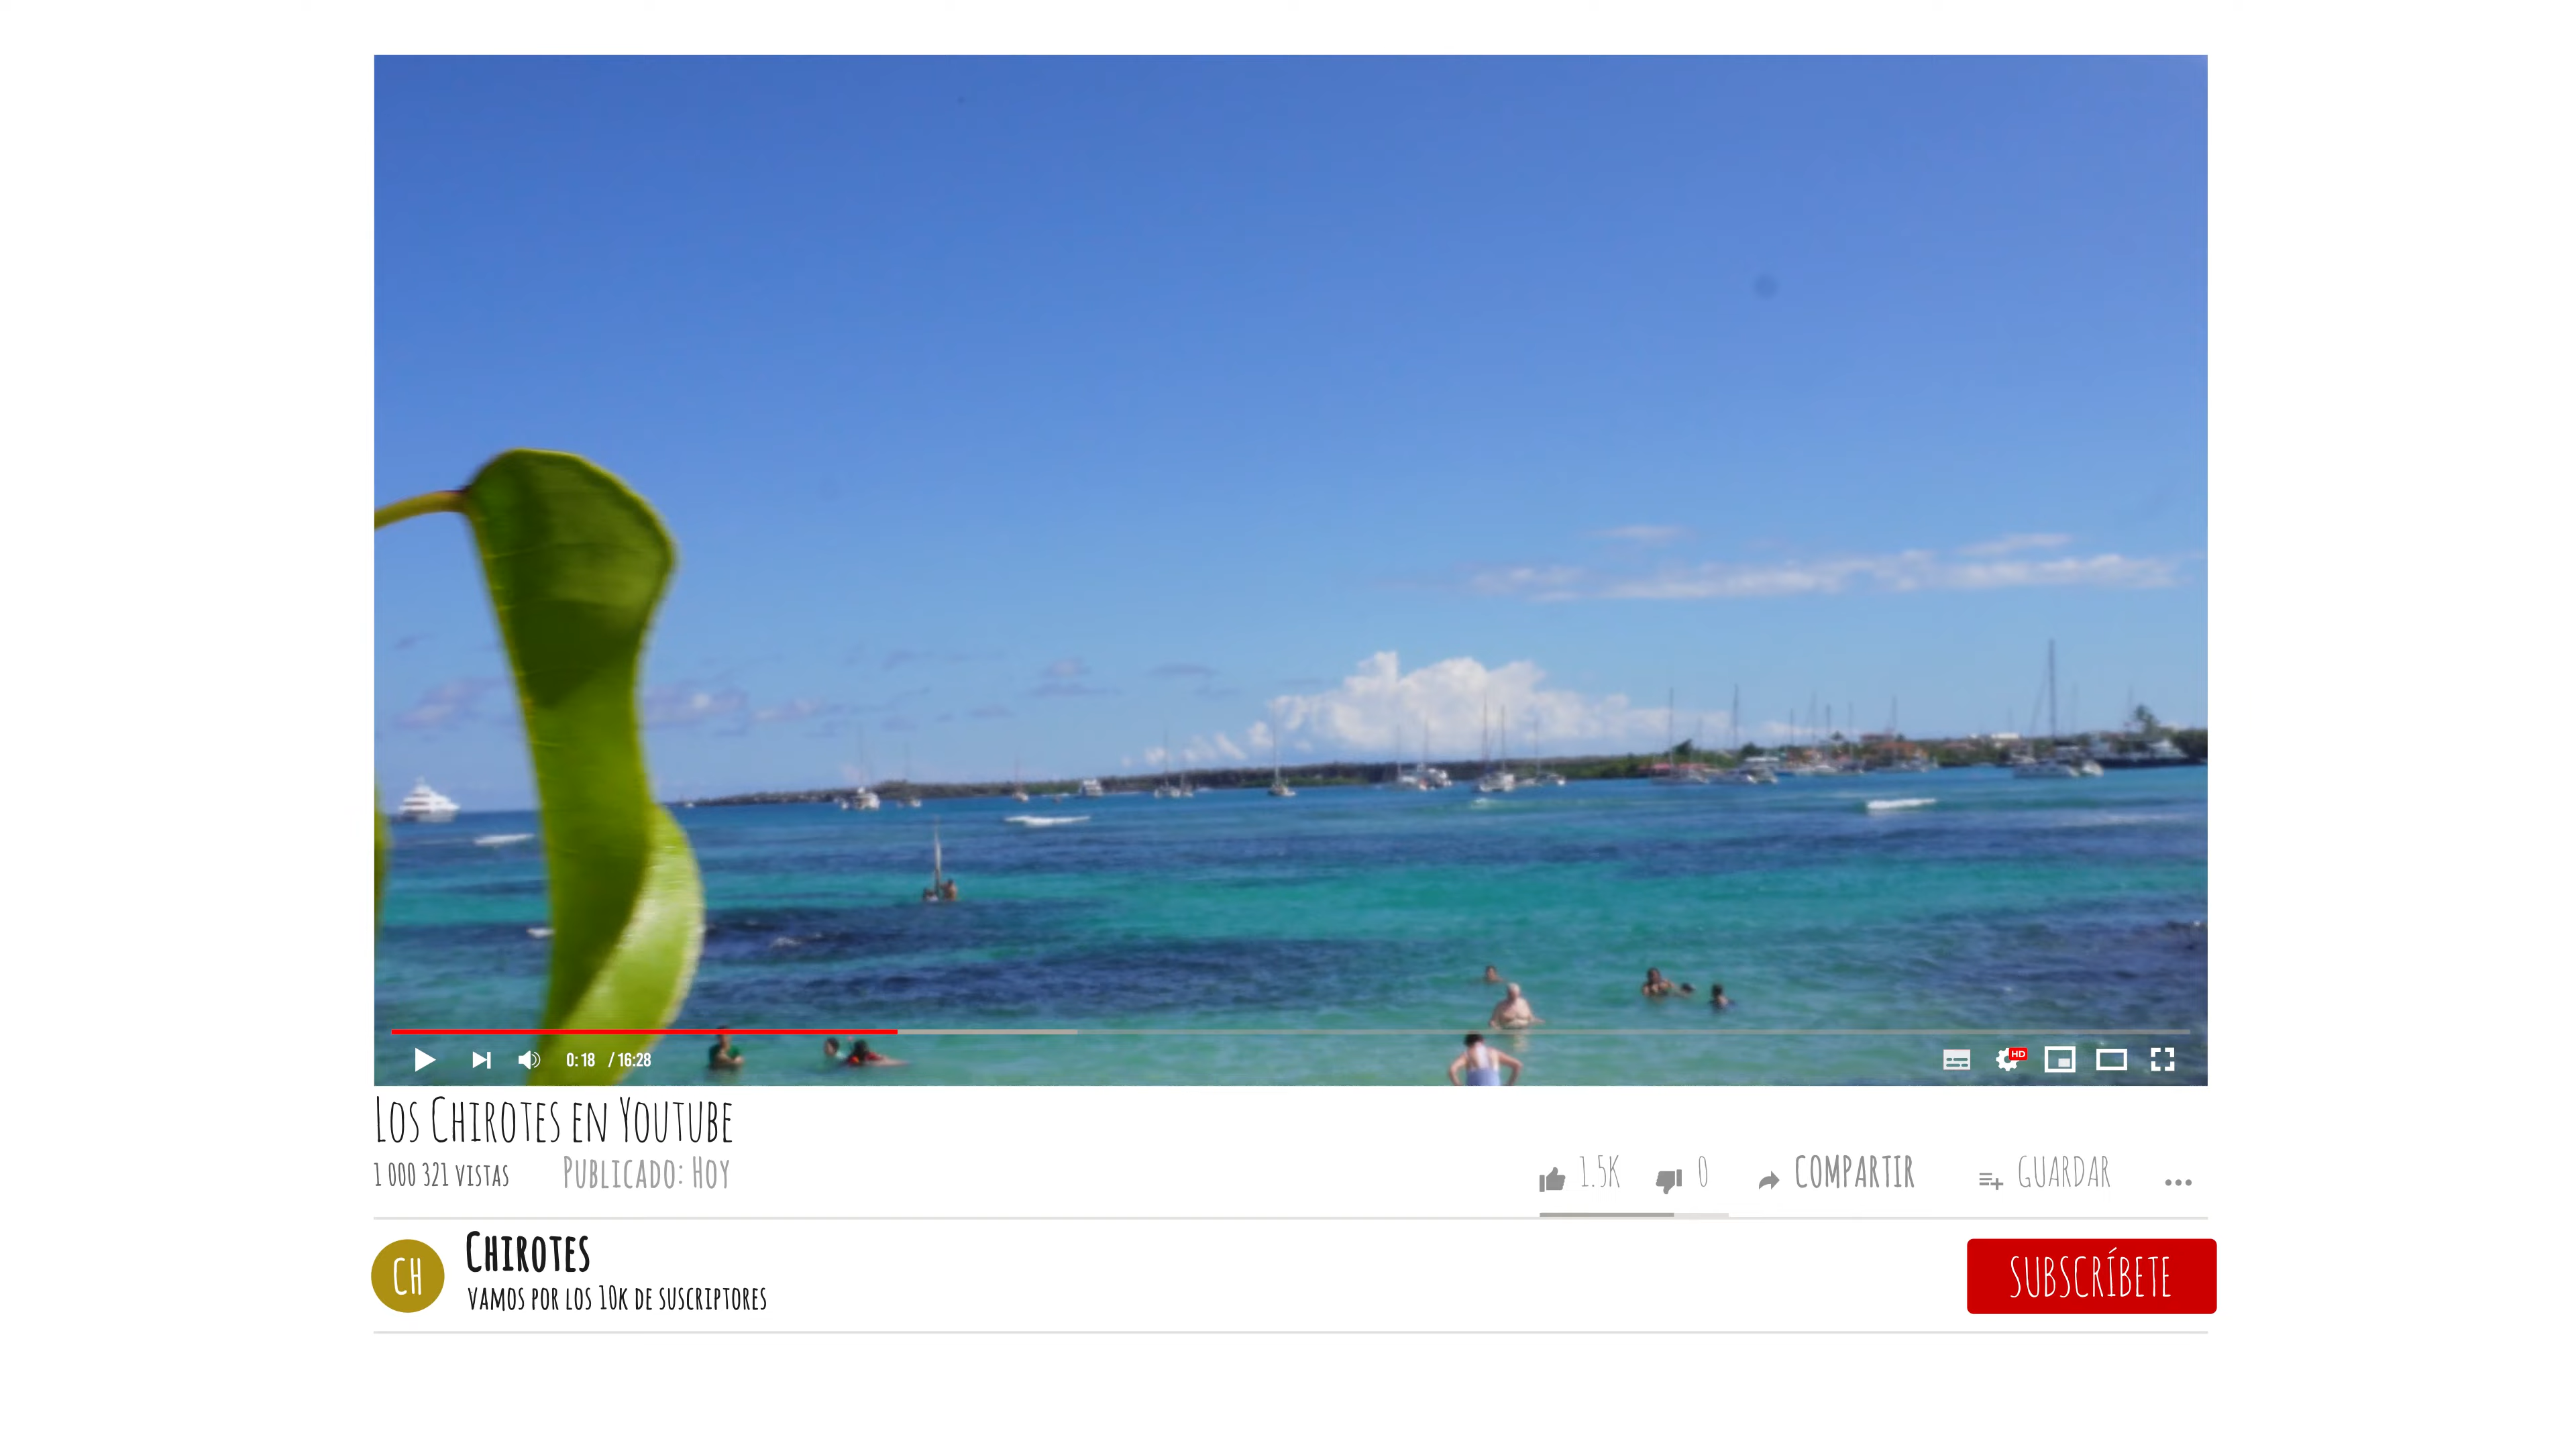 0:18 / 16:28
HD
Los Chirotes en Youtube
1 000 321 vistas Publicado: Hoy
1.5K 0 COMPARTIR GUARDAR
CH
Chirotes
vamos por los 10k de suscriptores
SUBSCRÍBETE